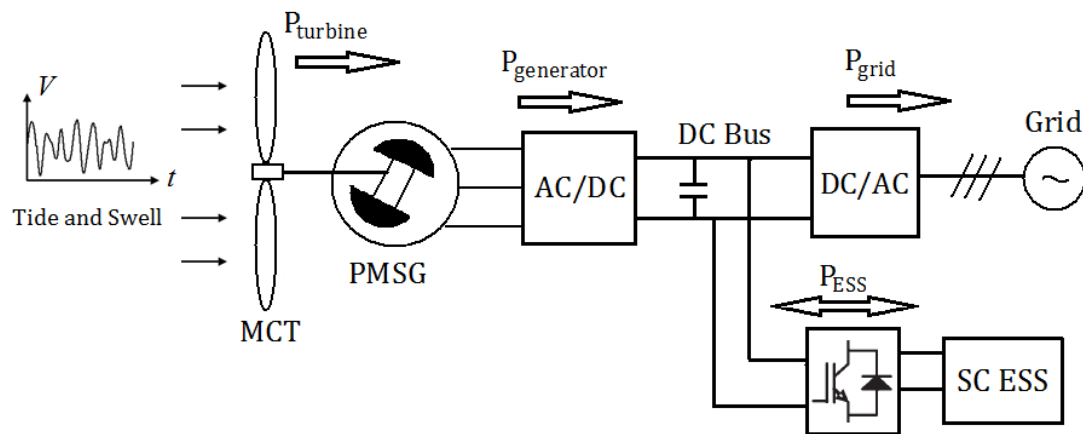 P_turbine
P_generator
P_grid
V
t
Tide and Swell
MCT
PMSG
AC/DC
DC Bus
DC/AC
Grid
~
P_ESS
SC ESS